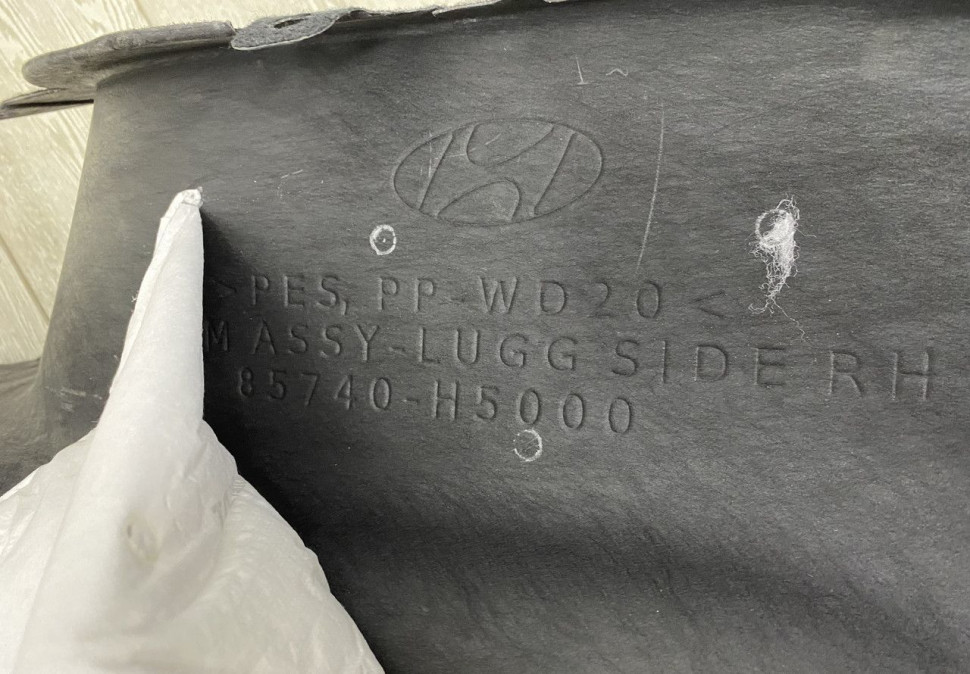 >PES, PP-WD20<
M ASSY-LUGG SIDE RH
85740-H5000